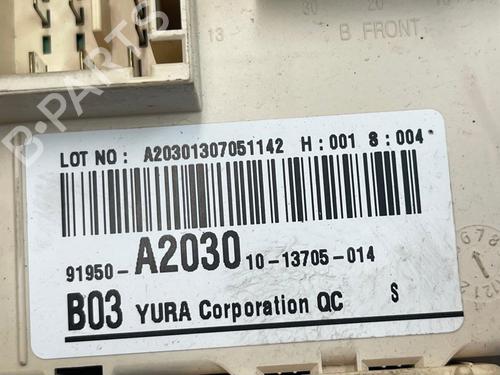 13
30 20 10
B FRONT
B-PARTS
LOT NO: A20301307051142 H:001 S:004
91950-A2030 10-13705-014
B03 YURA Corporation QC S